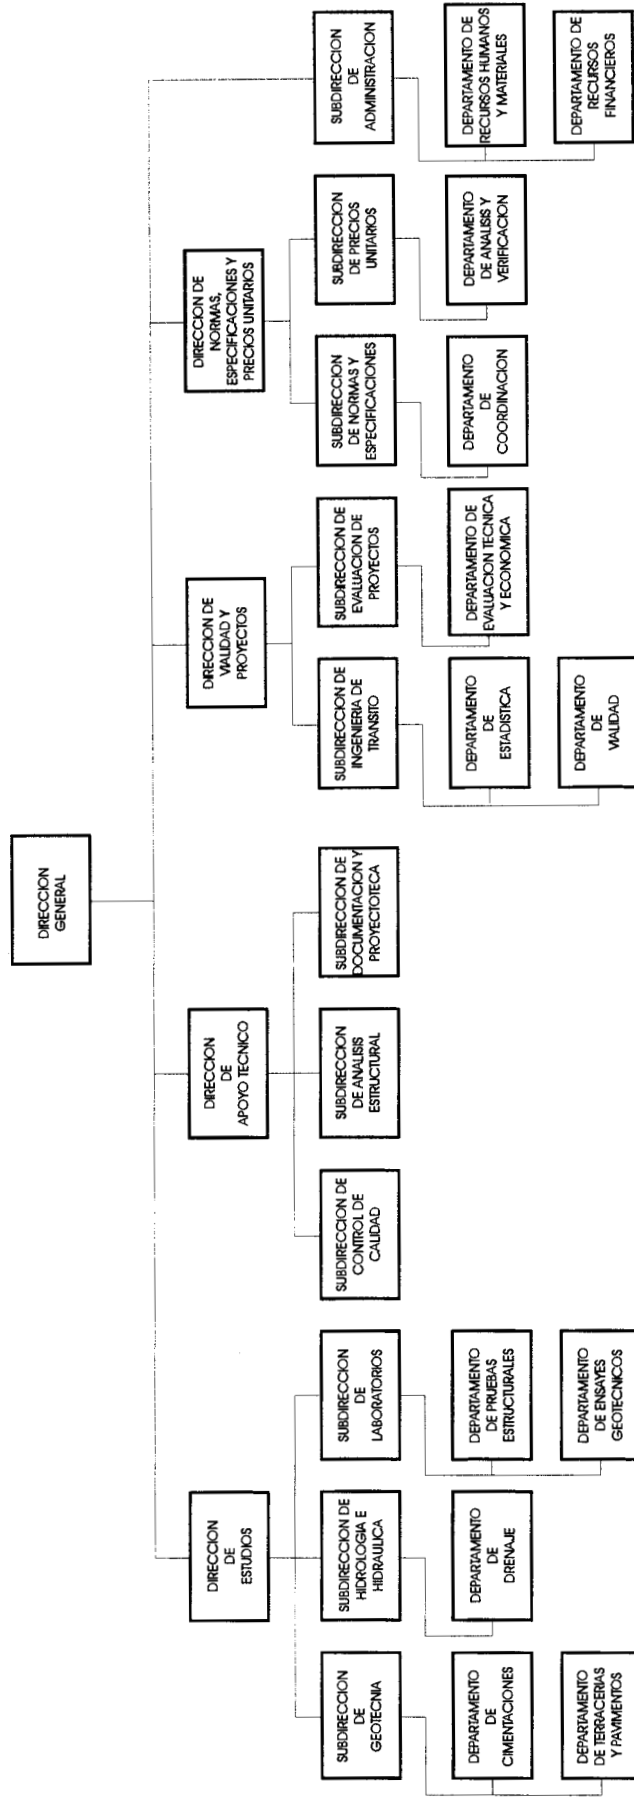 DIRECCION
GENERAL
DIRECCION
DE
ESTUDIOS
DIRECCION
DE
APOYO TECNICO
DIRECCION DE
VIALIDAD Y
PROYECTOS
DIRECCION DE
NORMAS,
ESPECIFICACIONES Y
PRECIOS UNITARIOS
SUBDIRECCION
DE
GEOTECNIA
SUBDIRECCION DE
HIDROLOGIA E
HIDRAULICA
SUBDIRECCION
DE
LABORATORIOS
SUBDIRECCION DE
CONTROL DE
CALIDAD
SUBDIRECCION
DE ANALISIS
ESTRUCTURAL
SUBDIRECCION DE
DOCUMENTACION Y
PROYECTOTECA
SUBDIRECCION DE
INGENIERIA DE
TRANSITO
SUBDIRECCION DE
EVALUACION DE
PROYECTOS
SUBDIRECCION
DE NORMAS Y
ESPECIFICACIONES
SUBDIRECCION
DE PRECIOS
UNITARIOS
SUBDIRECCION
DE
ADMINISTRACION
DEPARTAMENTO
DE
CIMENTACIONES
DEPARTAMENTO
DE
DRENAJE
DEPARTAMENTO
DE PRUEBAS
ESTRUCTURALES
DEPARTAMENTO
DE
ESTADISTICA
DEPARTAMENTO DE
EVALUACION TECNICA
Y ECONOMICA
DEPARTAMENTO
DE
COORDINACION
DEPARTAMENTO
DE ANALISIS Y
VERIFICACION
DEPARTAMENTO DE
RECURSOS HUMANOS
Y MATERIALES
DEPARTAMENTO
DE TERRACERIAS
Y PAVIMENTOS
DEPARTAMENTO
DE ENSAYES
GEOTECNICOS
DEPARTAMENTO
DE
VIALIDAD
DEPARTAMENTO DE
RECURSOS
FINANCIEROS